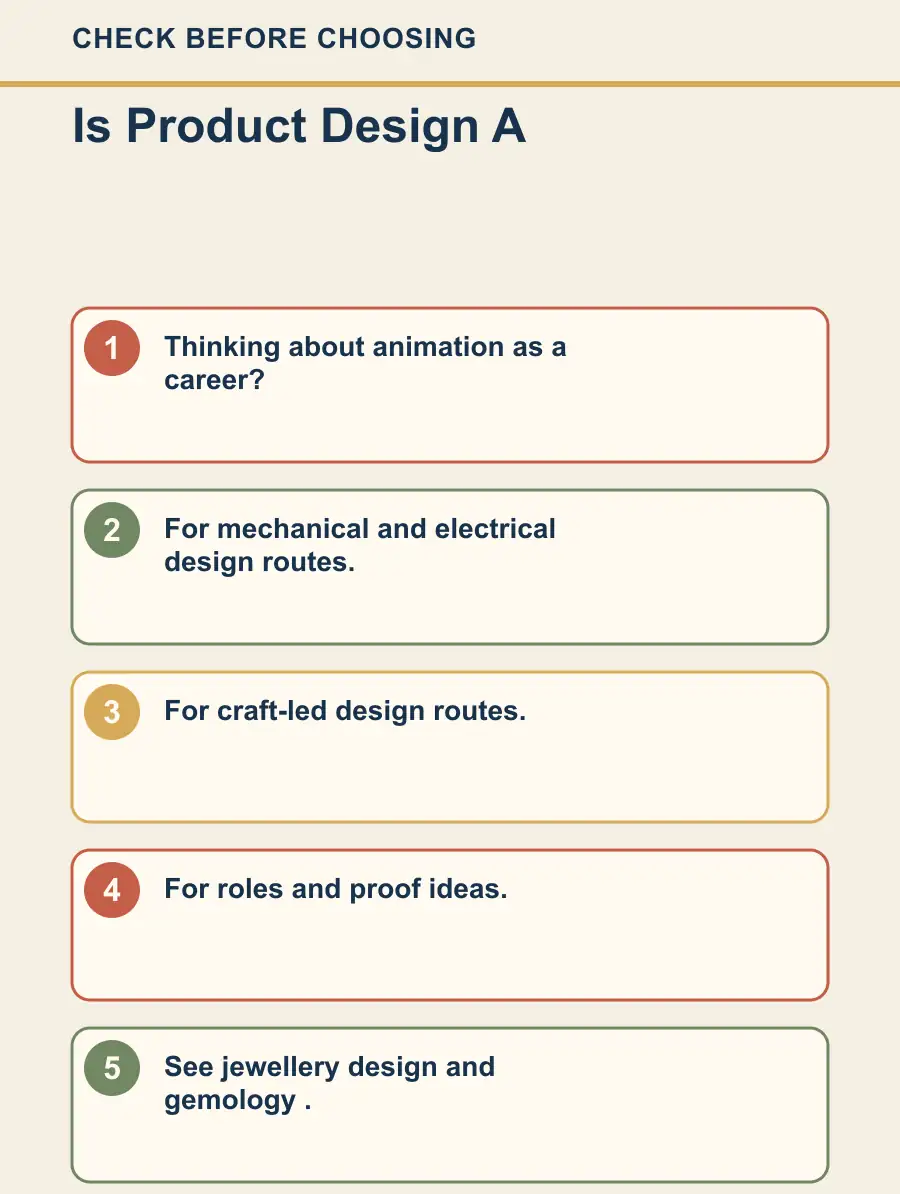 CHECK BEFORE CHOOSING
Is Product Design A
1
Thinking about animation as a
career?
2
For mechanical and electrical
design routes.
3
For craft-led design routes.
4
For roles and proof ideas.
5
See jewellery design and
gemology .